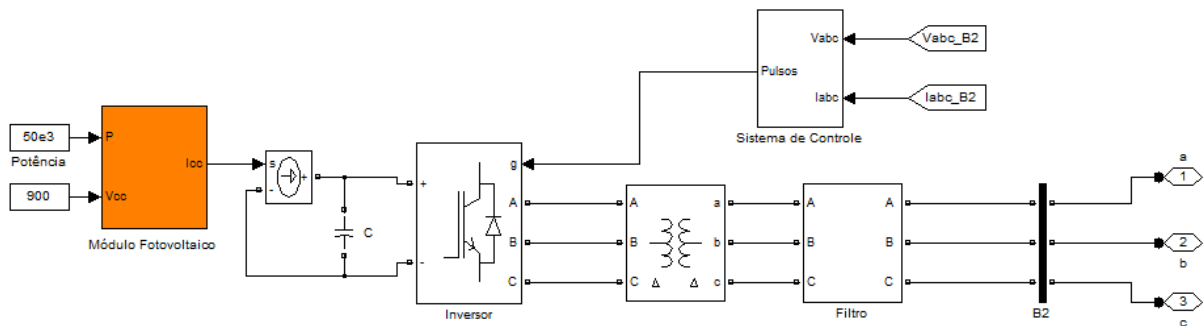 50e3
Potência
900
P
Vcc
Icc
Módulo Fotovoltaico
s
+
-
C
+
-
g
A
B
C
Inversor
Vabc
Pulsos
Iabc
Sistema de Controle
Vabc_B2
Iabc_B2
A
B
C
a
b
c
Δ Δ
A
B
C
A
B
C
Filtro
B2
a
1
2
b
3
c